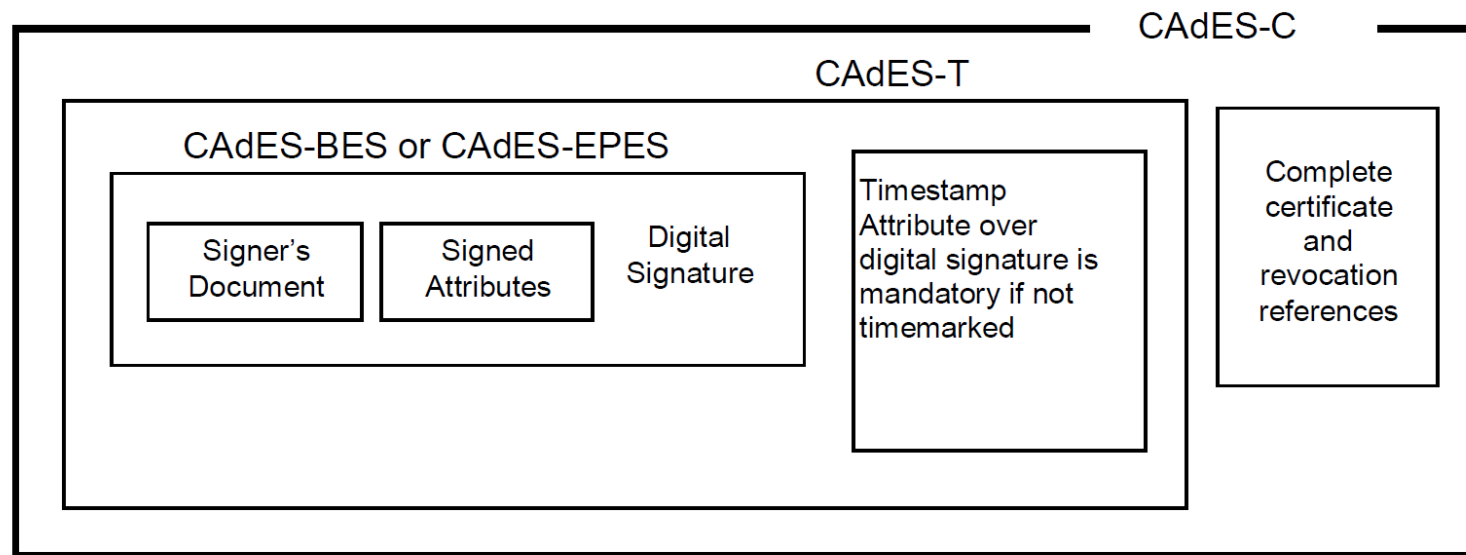 CAdES-C
CAdES-T
CAdES-BES or CAdES-EPES
Signer’s
Document
Signed
Attributes
Digital
Signature
Timestamp
Attribute over
digital signature is
mandatory if not
timemarked
Complete
certificate
and
revocation
references